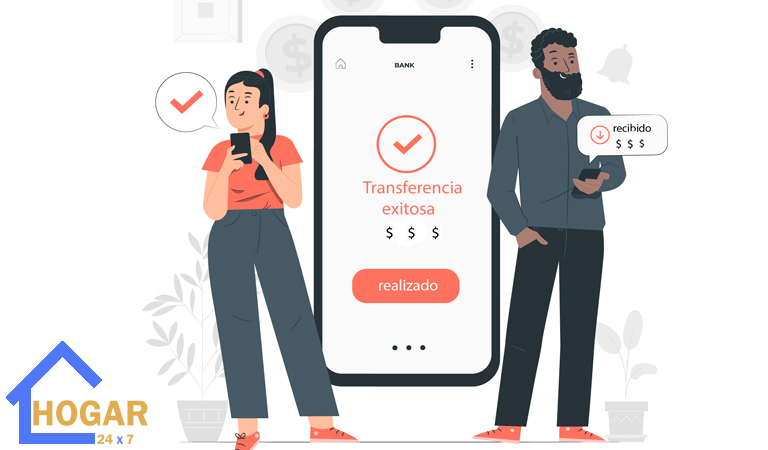 BANK
Transferencia
exitosa
$ $ $
realizado
recibido
$ $ $
HOGAR
24 x 7